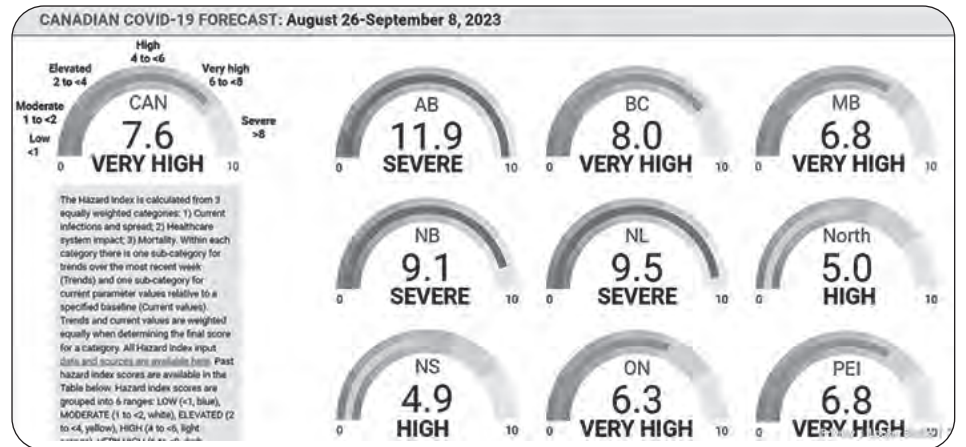 CANADIAN COVID-19 FORECAST: August 26-September 8, 2023
High
4 to <6
Elevated
2 to <4
Very high
6 to <8
Moderate
1 to <2
Severe
>8
Low
<1
CAN
7.6
VERY HIGH
0
10
AB
11.9
SEVERE
0
10
BC
8.0
VERY HIGH
0
10
MB
6.8
VERY HIGH
0
10
The Hazard Index is calculated from 3
equally weighted categories: 1) Current
infections and spread; 2) Healthcare
system impact; 3) Mortality. Within each
category there is one sub-category for
trends over the most recent week
(Trends) and one sub-category for
current parameter values relative to a
specified baseline (Current values).
Trends and current values are weighted
equally when determining the final score
for a category. All Hazard Index input
data and sources are available here. Past
hazard index scores are available in the
Table below. Hazard index scores are
grouped into 6 ranges: LOW (<1, blue),
MODERATE (1 to <2, white), ELEVATED (2
to <4, yellow), HIGH (4 to <6, light
NB
9.1
SEVERE
0
10
NL
9.5
SEVERE
0
10
North
5.0
HIGH
0
10
NS
4.9
HIGH
0
10
ON
6.3
VERY HIGH
0
10
PEI
6.8
VERY HIGH
0
10